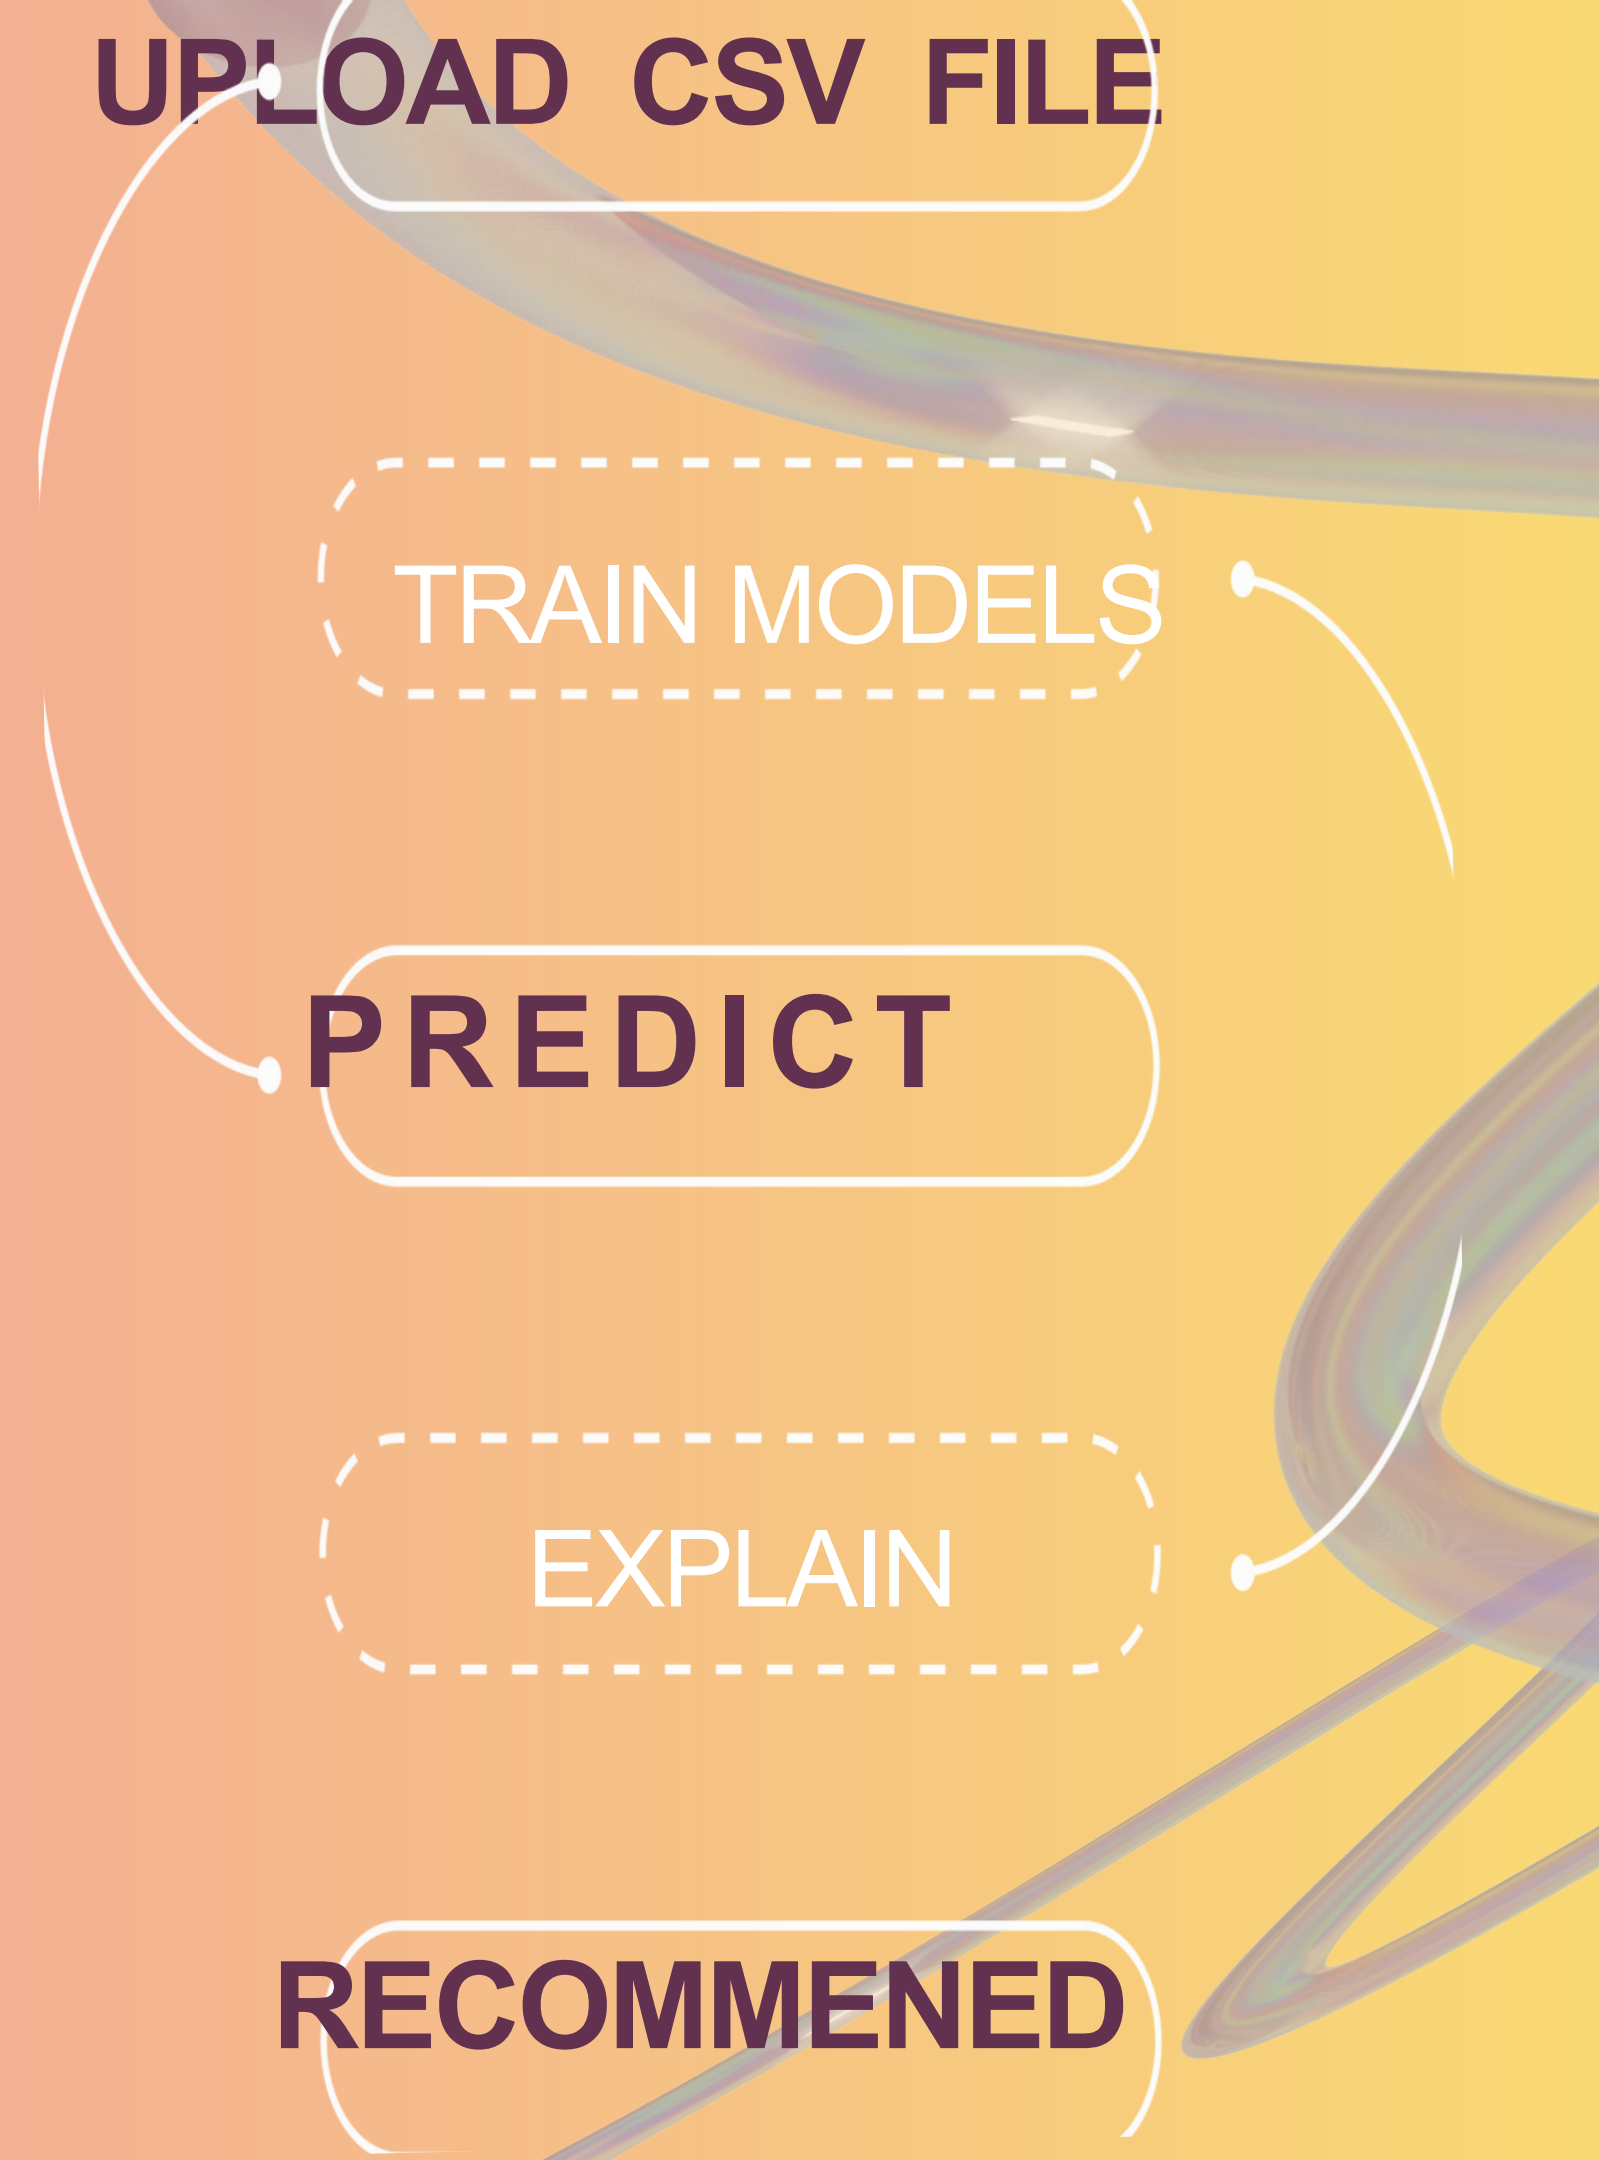 UPLOAD CSV FILE
TRAIN MODELS
PREDICT
EXPLAIN
RECOMMENED